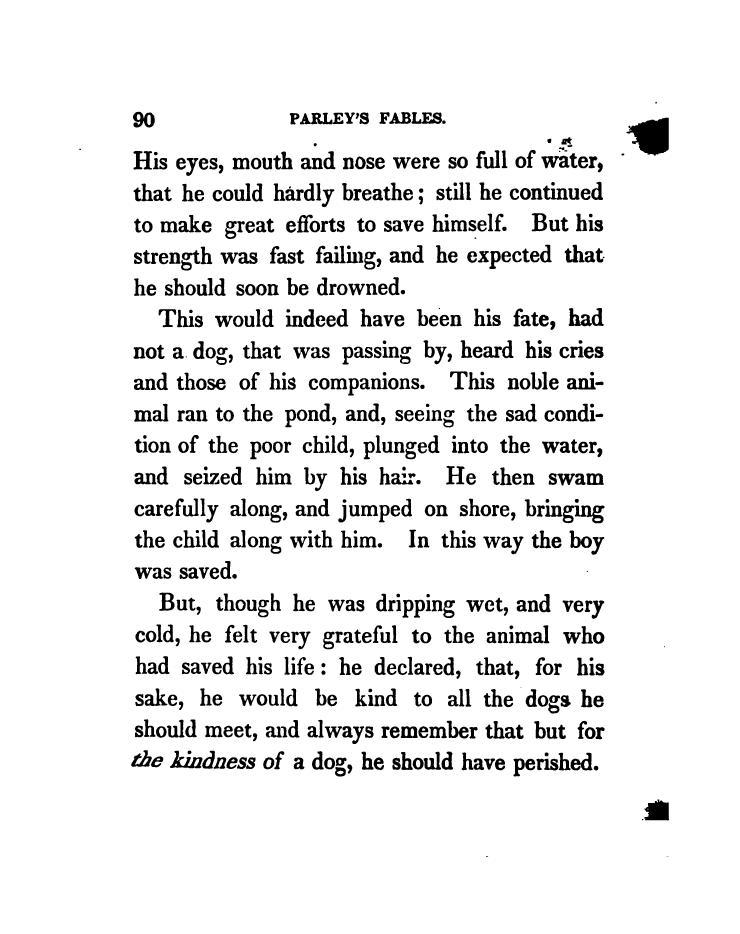 90 PARLEY'S FABLES.
His eyes, mouth and nose were so full of water,
that he could hardly breathe; still he continued
to make great efforts to save himself. But his
strength was fast failing, and he expected that
he should soon be drowned.
This would indeed have been his fate, had
not a dog, that was passing by, heard his cries
and those of his companions. This noble ani-
mal ran to the pond, and, seeing the sad condi-
tion of the poor child, plunged into the water,
and seized him by his hair. He then swam
carefully along, and jumped on shore, bringing
the child along with him. In this way the boy
was saved.
But, though he was dripping wet, and very
cold, he felt very grateful to the animal who
had saved his life: he declared, that, for his
sake, he would be kind to all the dogs he
should meet, and always remember that but for
the kindness of a dog, he should have perished.